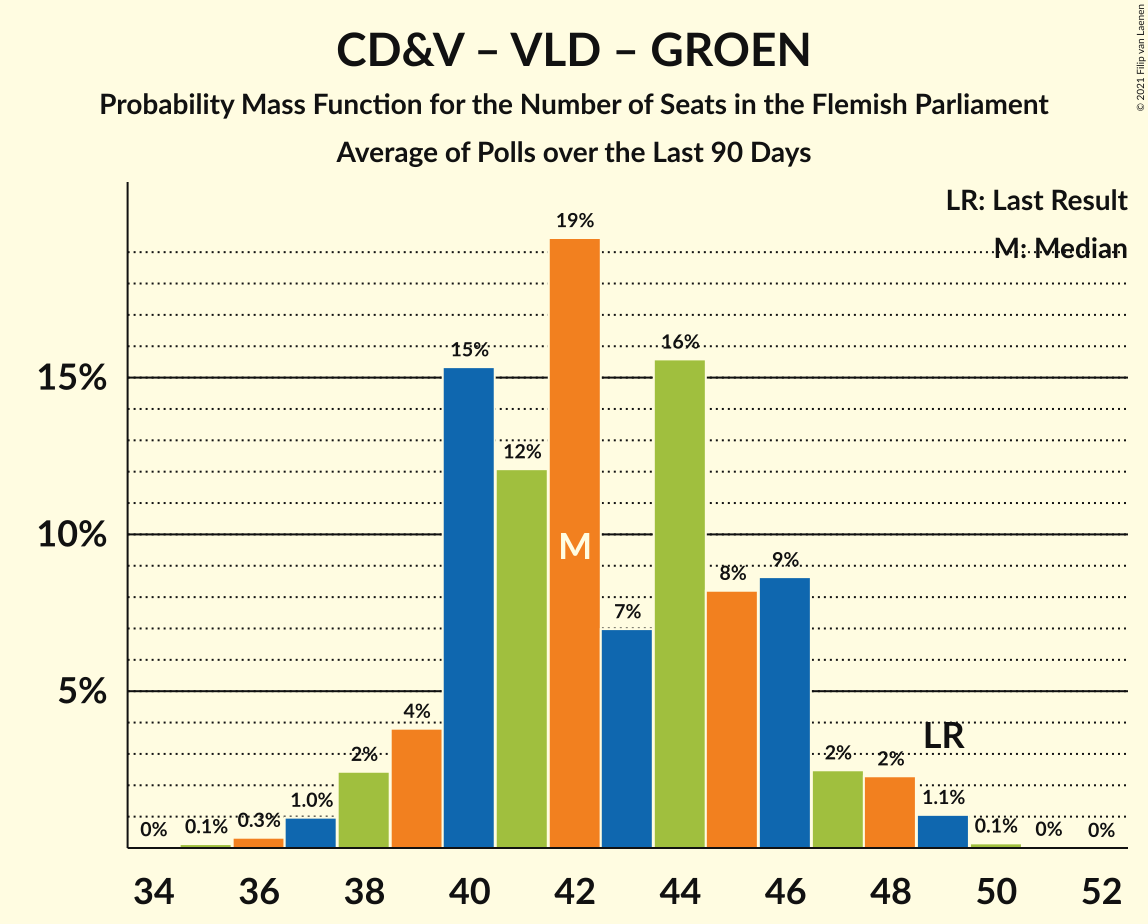 CD&V – VLD – GROEN
Probability Mass Function for the Number of Seats in the Flemish Parliament
Average of Polls over the Last 90 Days
© 2021 Filip van Laenen
LR: Last Result
M: Median
15%
10%
5%
0%
0.1%
0.3%
1.0%
2%
4%
15%
12%
19%
M
7%
16%
8%
9%
2%
2%
LR
1.1%
0.1%
0%
0%
34 36 38 40 42 44 46 48 50 52